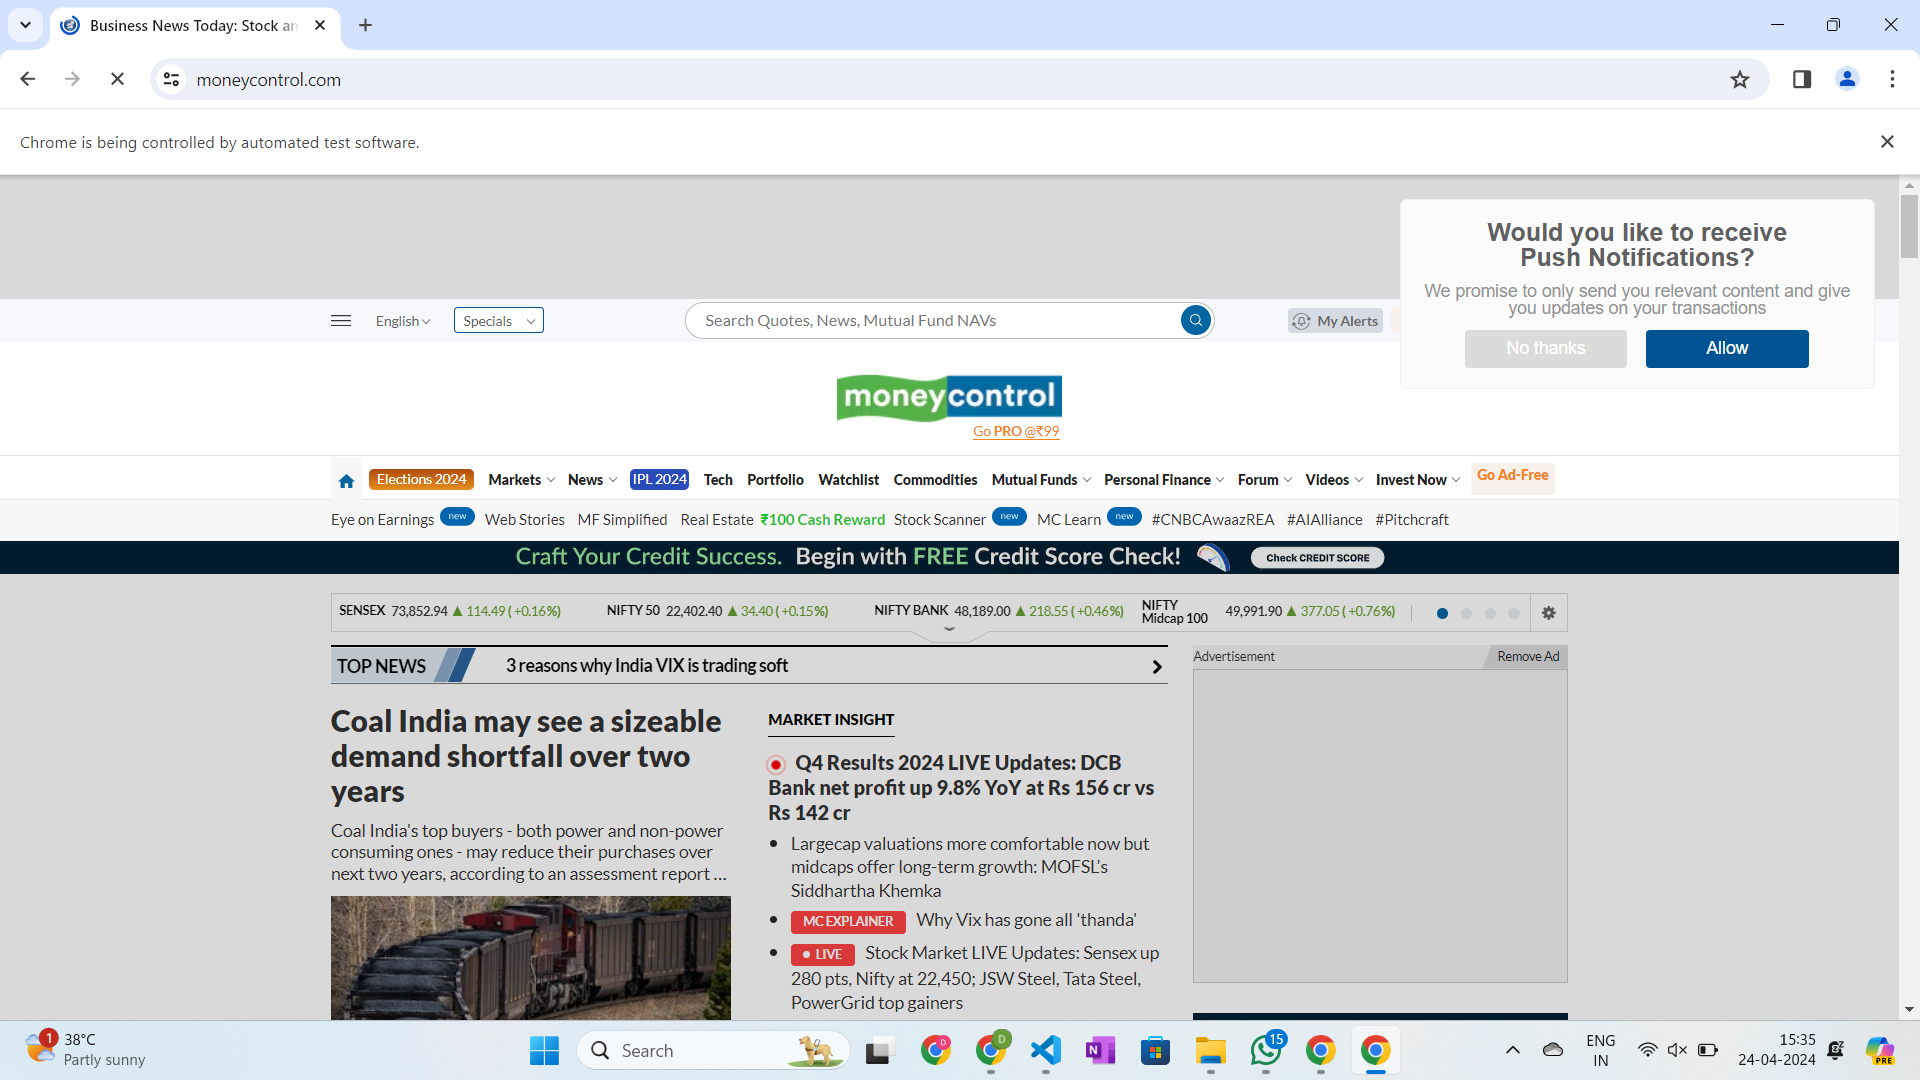 Business News Today: Stock an
moneycontrol.com
Chrome is being controlled by automated test software.
Would you like to receive
Push Notifications?
We promise to only send you relevant content and give
you updates on your transactions
No thanks
Allow
English
Specials
Search Quotes, News, Mutual Fund NAVs
My Alerts
moneycontrol
Go PRO @₹99
Elections 2024 Markets News IPL 2024 Tech Portfolio Watchlist Commodities Mutual Funds Personal Finance Forum Videos Invest Now Go Ad-Free
Eye on Earnings new Web Stories MF Simplified Real Estate ₹100 Cash Reward Stock Scanner new MC Learn new #CNBCAwaazREA #AIAlliance #Pitchcraft
Craft Your Credit Success. Begin with FREE Credit Score Check! Check CREDIT SCORE
SENSEX 73,852.94 ▲ 114.49 ( +0.16%)
NIFTY 50 22,402.40 ▲ 34.40 ( +0.15%)
NIFTY BANK 48,189.00 ▲ 218.55 ( +0.46%)
NIFTY
Midcap 100
49,991.90 ▲ 377.05 ( +0.76%)
TOP NEWS
3 reasons why India VIX is trading soft
Advertisement
Remove Ad
Coal India may see a sizeable
demand shortfall over two
years
Coal India's top buyers - both power and non-power
consuming ones - may reduce their purchases over
next two years, according to an assessment report ...
MARKET INSIGHT
Q4 Results 2024 LIVE Updates: DCB
Bank net profit up 9.8% YoY at Rs 156 cr vs
Rs 142 cr
Largecap valuations more comfortable now but
midcaps offer long-term growth: MOFSL's
Siddhartha Khemka
MC EXPLAINER Why Vix has gone all 'thanda'
LIVE Stock Market LIVE Updates: Sensex up
280 pts, Nifty at 22,450; JSW Steel, Tata Steel,
PowerGrid top gainers
1
38°C
Partly sunny
Search
D
D
N
15
ENG
IN
15:35
24-04-2024
PRE